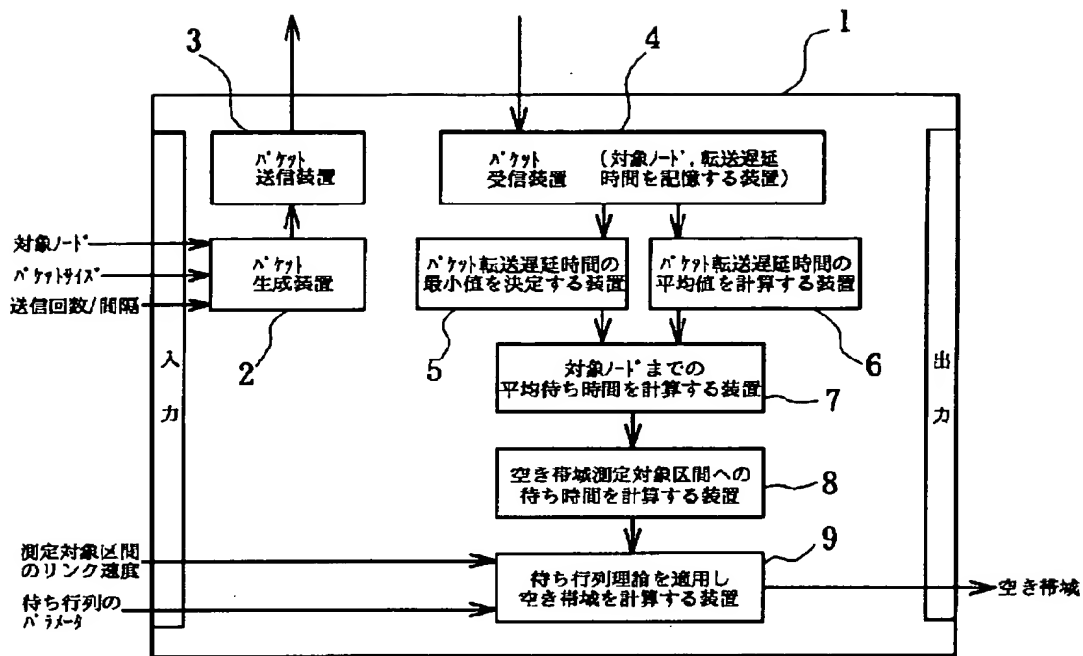 3
4
1
パケット
送信装置
パケット (対象ノード,転送遅延
受信装置 時間を記憶する装置)
対象ノード
パケットサイズ
送信回数/間隔
パケット
生成装置
パケット転送遅延時間の
最小値を決定する装置
パケット転送遅延時間の
平均値を計算する装置
2
5
6
入力
出力
対象ノードまでの
平均待ち時間を計算する装置
7
空き帯域測定対象区間への
待ち時間を計算する装置
8
測定対象区間
のリンク速度
待ち行列の
パラメータ
9
待ち行列理論を適用し
空き帯域を計算する装置
空き帯域